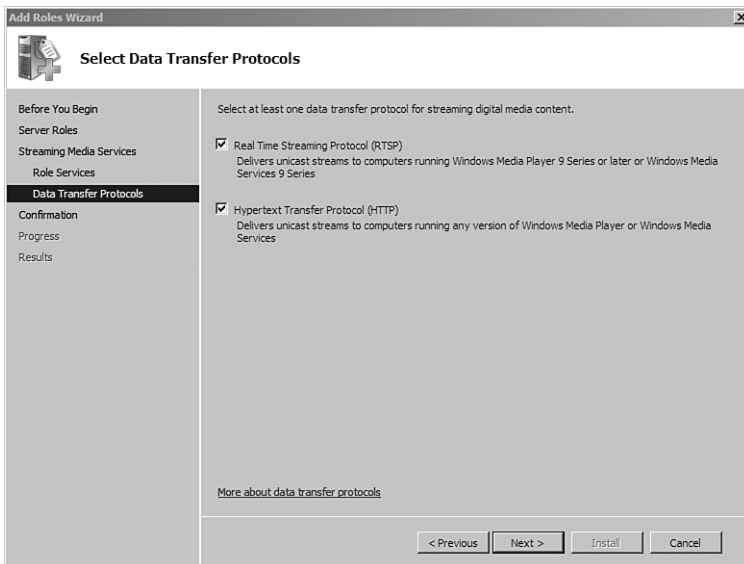 Add Roles Wizard
Select Data Transfer Protocols
Before You Begin
Server Roles
Streaming Media Services
Role Services
Data Transfer Protocols
Confirmation
Progress
Results
Select at least one data transfer protocol for streaming digital media content.
Real Time Streaming Protocol (RTSP)
Delivers unicast streams to computers running Windows Media Player 9 Series or later or Windows Media
Services 9 Series
Hypertext Transfer Protocol (HTTP)
Delivers unicast streams to computers running any version of Windows Media Player or Windows Media
Services
More about data transfer protocols
< Previous
Next >
Install
Cancel